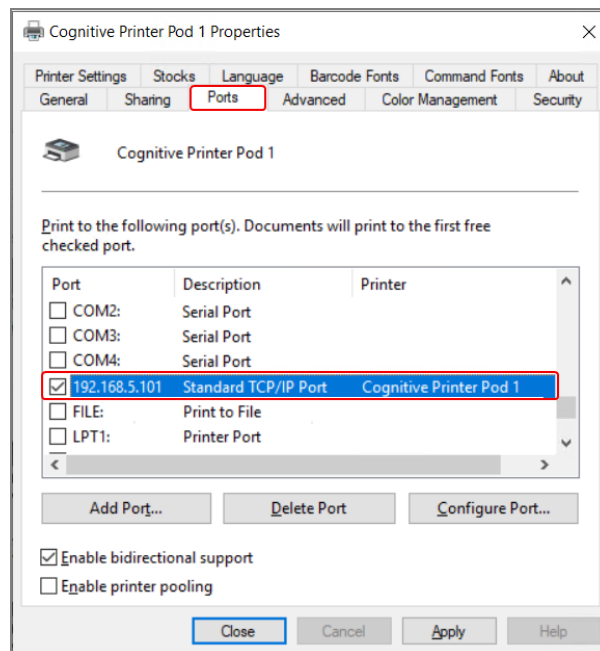 Cognitive Printer Pod 1 Properties
Printer Settings Stocks Language Barcode Fonts Command Fonts About
General Sharing Ports Advanced Color Management Security
Cognitive Printer Pod 1
Print to the following port(s). Documents will print to the first free
checked port.
Port Description Printer
COM2: Serial Port
COM3: Serial Port
COM4: Serial Port
192.168.5.101 Standard TCP/IP Port Cognitive Printer Pod 1
FILE: Print to File
LPT1: Printer Port
Add Port... Delete Port Configure Port...
Enable bidirectional support
Enable printer pooling
Close Cancel Apply Help